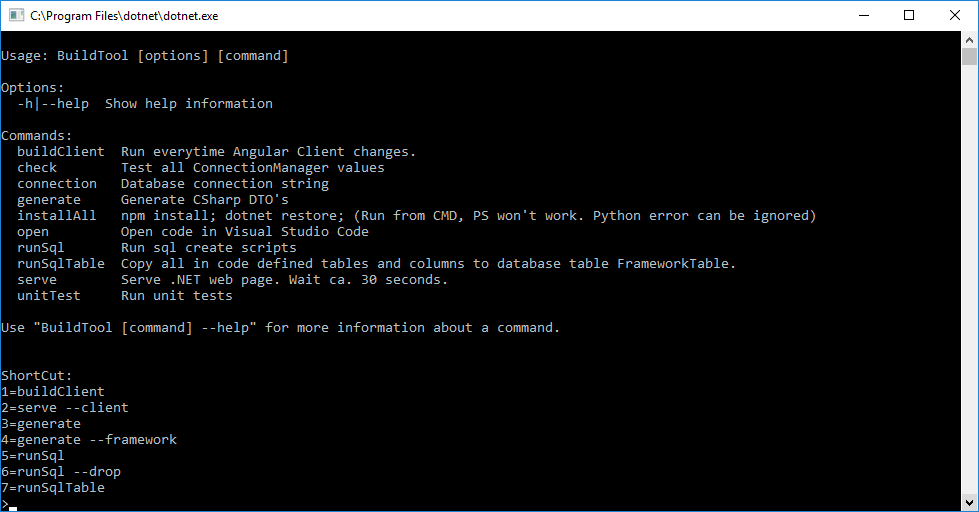 C:\Program Files\dotnet\dotnet.exe
Usage: BuildTool [options] [command]
Options:
  -h|--help  Show help information
Commands:
  buildClient  Run everytime Angular Client changes.
  check        Test all ConnectionManager values
  connection   Database connection string
  generate     Generate CSharp DTO's
  installAll   npm install; dotnet restore; (Run from CMD, PS won't work. Python error can be ignored)
  open         Open code in Visual Studio Code
  runSql       Run sql create scripts
  runSqlTable  Copy all in code defined tables and columns to database table FrameworkTable.
  serve        Serve .NET web page. Wait ca. 30 seconds.
  unitTest     Run unit tests
Use "BuildTool [command] --help" for more information about a command.
ShortCut:
1=buildClient
2=serve --client
3=generate
4=generate --framework
5=runSql
6=runSql --drop
7=runSqlTable
>